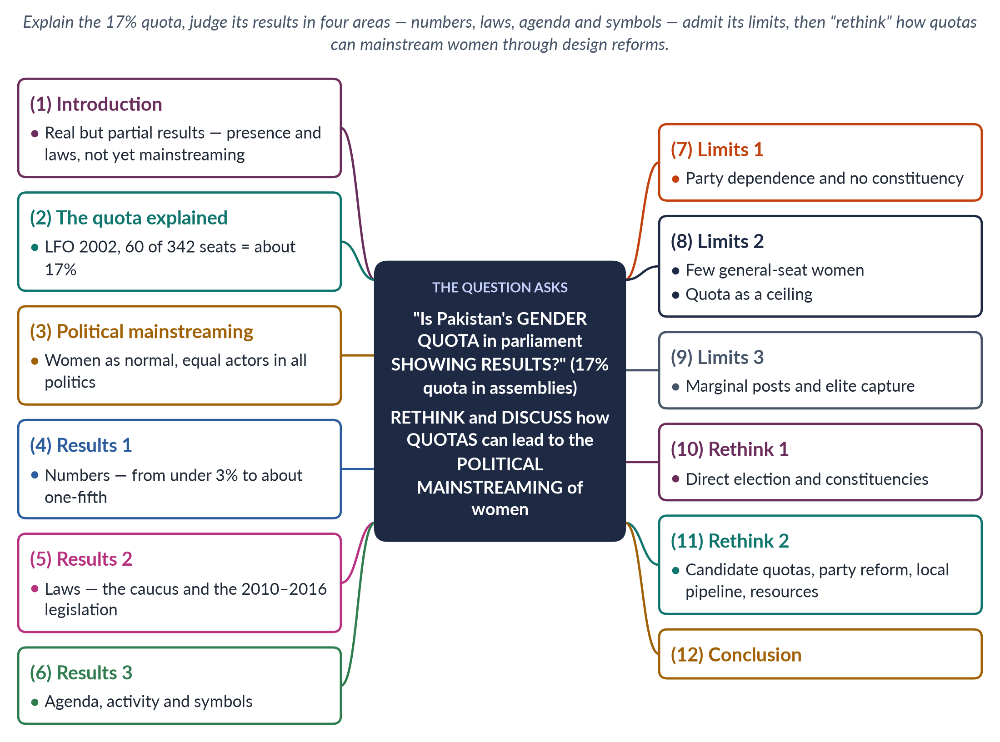 Explain the 17% quota, judge its results in four areas — numbers, laws, agenda and symbols — admit its limits, then "rethink" how quotas
can mainstream women through design reforms.
(1) Introduction
• Real but partial results — presence and
laws, not yet mainstreaming
(2) The quota explained
• LFO 2002, 60 of 342 seats = about
17%
(3) Political mainstreaming
• Women as normal, equal actors in all
politics
(4) Results 1
• Numbers — from under 3% to about
one-fifth
(5) Results 2
• Laws — the caucus and the 2010–2016
legislation
(6) Results 3
• Agenda, activity and symbols
THE QUESTION ASKS
"Is Pakistan's GENDER
QUOTA in parliament
SHOWING RESULTS?" (17%
quota in assemblies)
RETHINK and DISCUSS how
QUOTAS can lead to the
POLITICAL
MAINSTREAMING of
women
(7) Limits 1
• Party dependence and no constituency
(8) Limits 2
• Few general-seat women
• Quota as a ceiling
(9) Limits 3
• Marginal posts and elite capture
(10) Rethink 1
• Direct election and constituencies
(11) Rethink 2
• Candidate quotas, party reform, local
pipeline, resources
(12) Conclusion